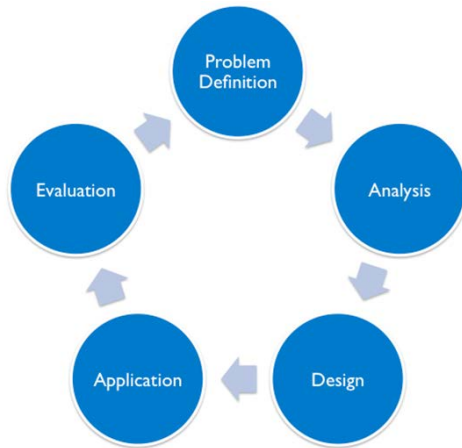 Problem
Definition
Analysis
Design
Application
Evaluation